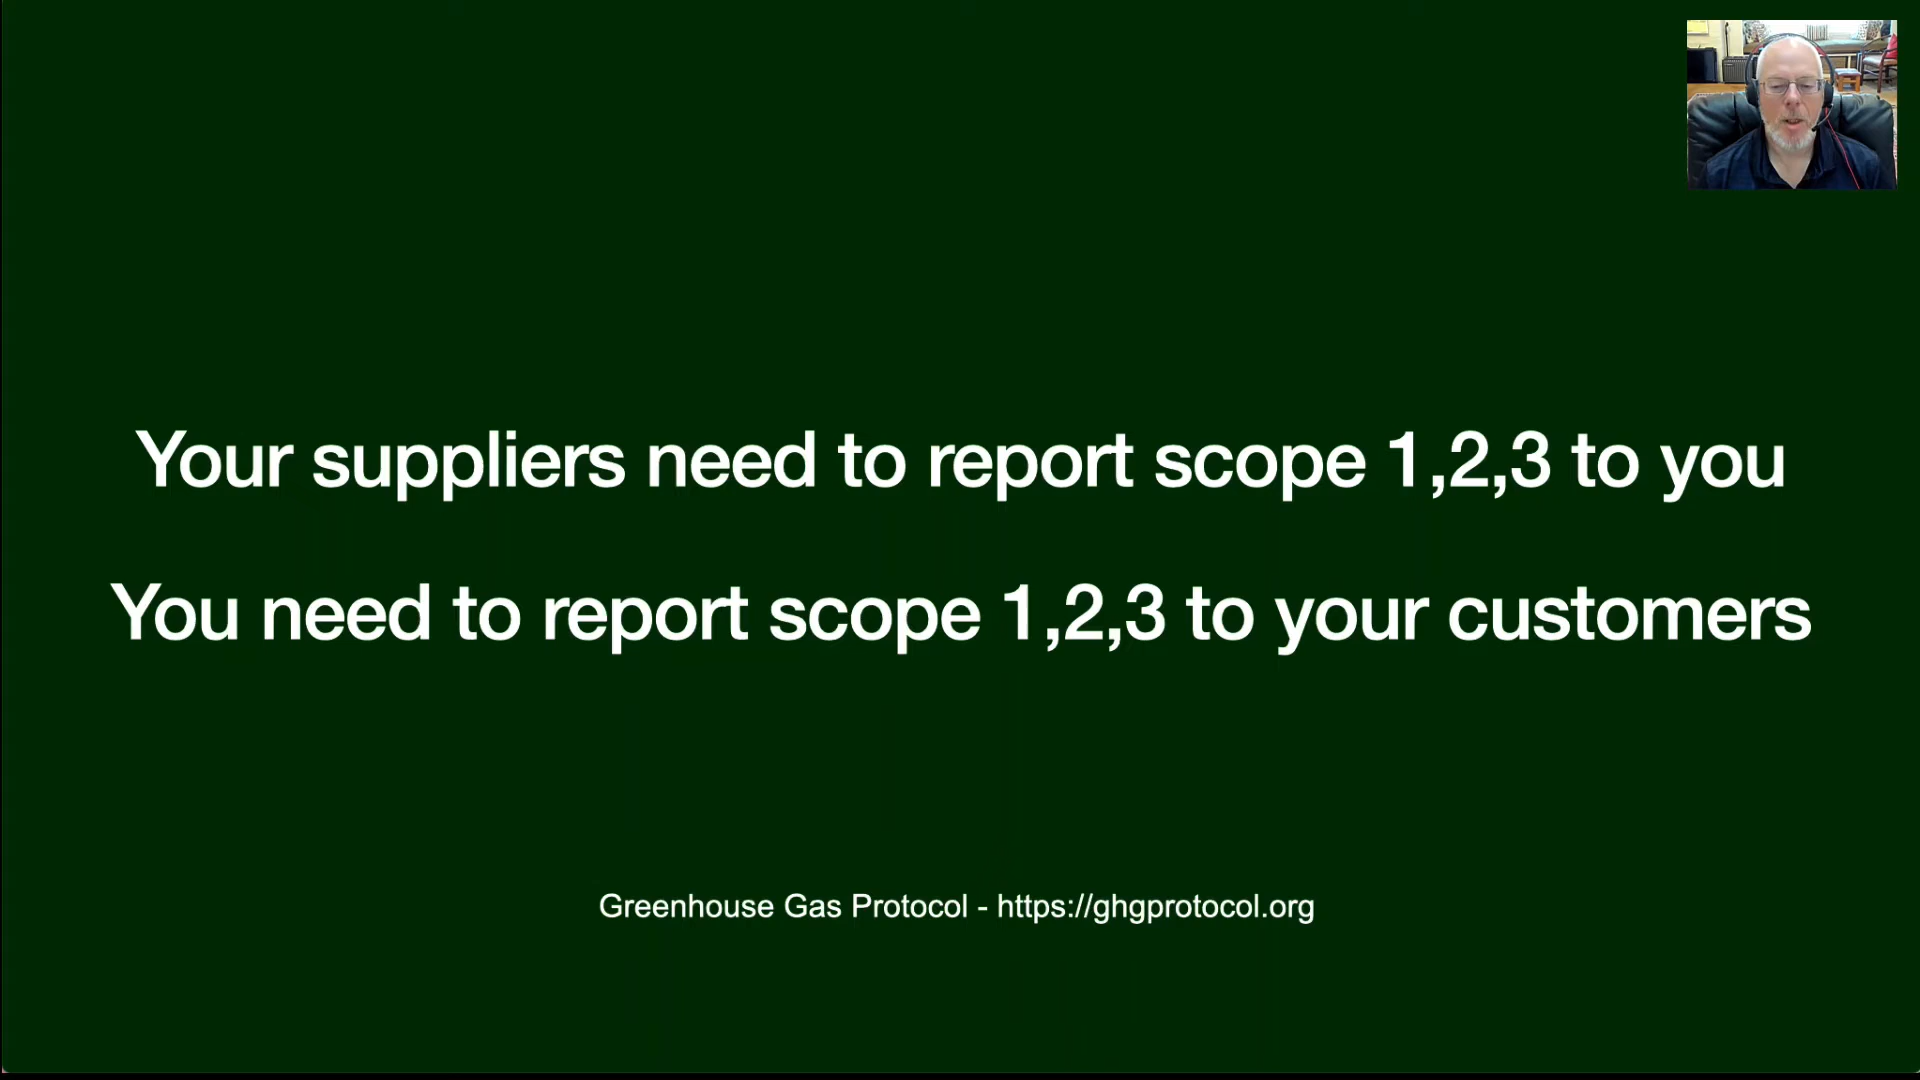 Your suppliers need to report scope 1,2,3 to you
You need to report scope 1,2,3 to your customers
Greenhouse Gas Protocol - https://ghgprotocol.org